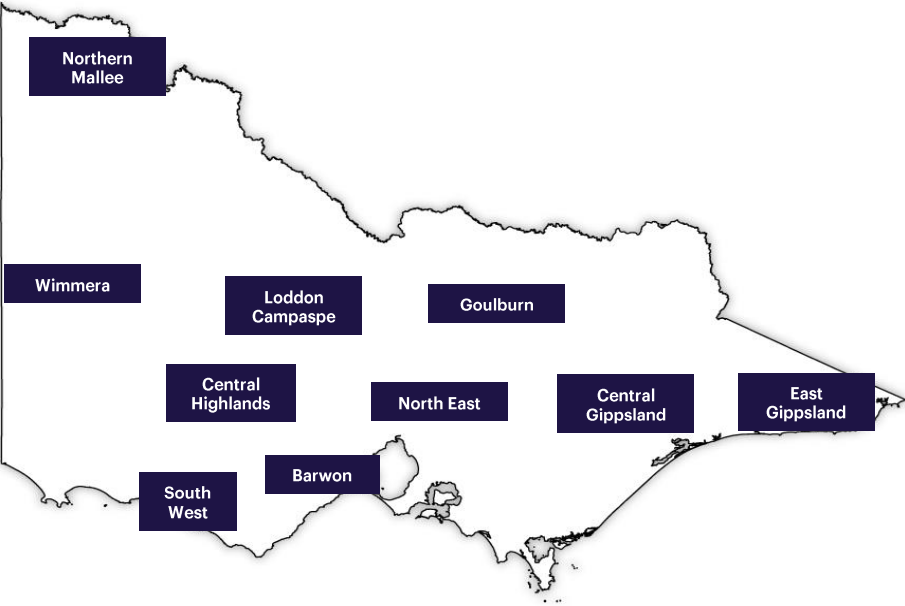 Northern
Mallee
Wimmera
Loddon
Campaspe
Goulburn
Central
Highlands
North East
Central
Gippsland
East
Gippsland
Barwon
South
West